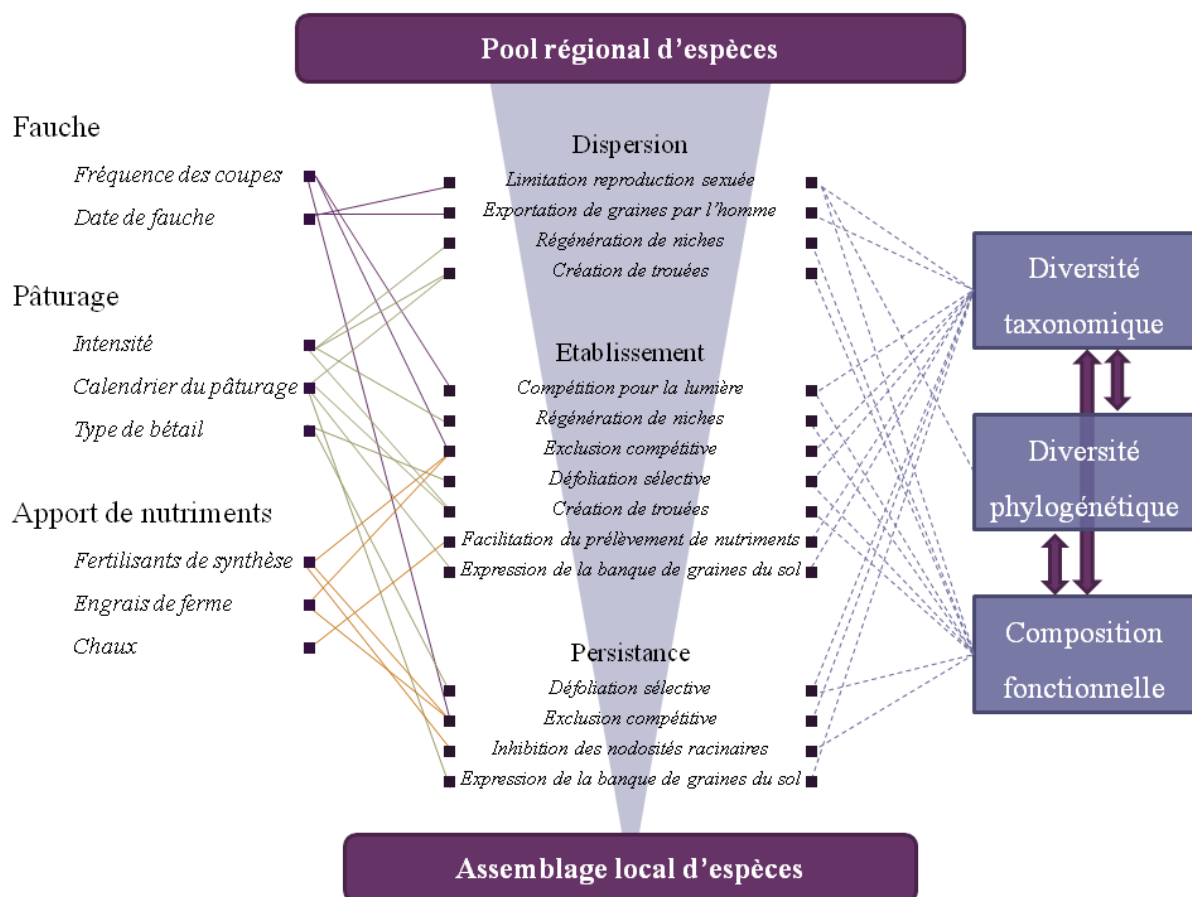 Pool régional d'espèces
Fauche
Fréquence des coupes
Date de fauche
Pâturage
Intensité
Calendrier du pâturage
Type de bétail
Apport de nutriments
Fertilisants de synthèse
Engrais de ferme
Chaux
Dispersion
Limitation reproduction sexuée
Exportation de graines par l'homme
Régénération de niches
Création de trouées
Etablissement
Compétition pour la lumière
Régénération de niches
Exclusion compétitive
Défoliation sélective
Création de trouées
Facilitation du prélèvement de nutriments
Expression de la banque de graines du sol
Persistance
Défoliation sélective
Exclusion compétitive
Inhibition des nodosités racinaires
Expression de la banque de graines du sol
Diversité
taxonomique
Diversité
phylogénétique
Composition
fonctionnelle
Assemblage local d'espèces